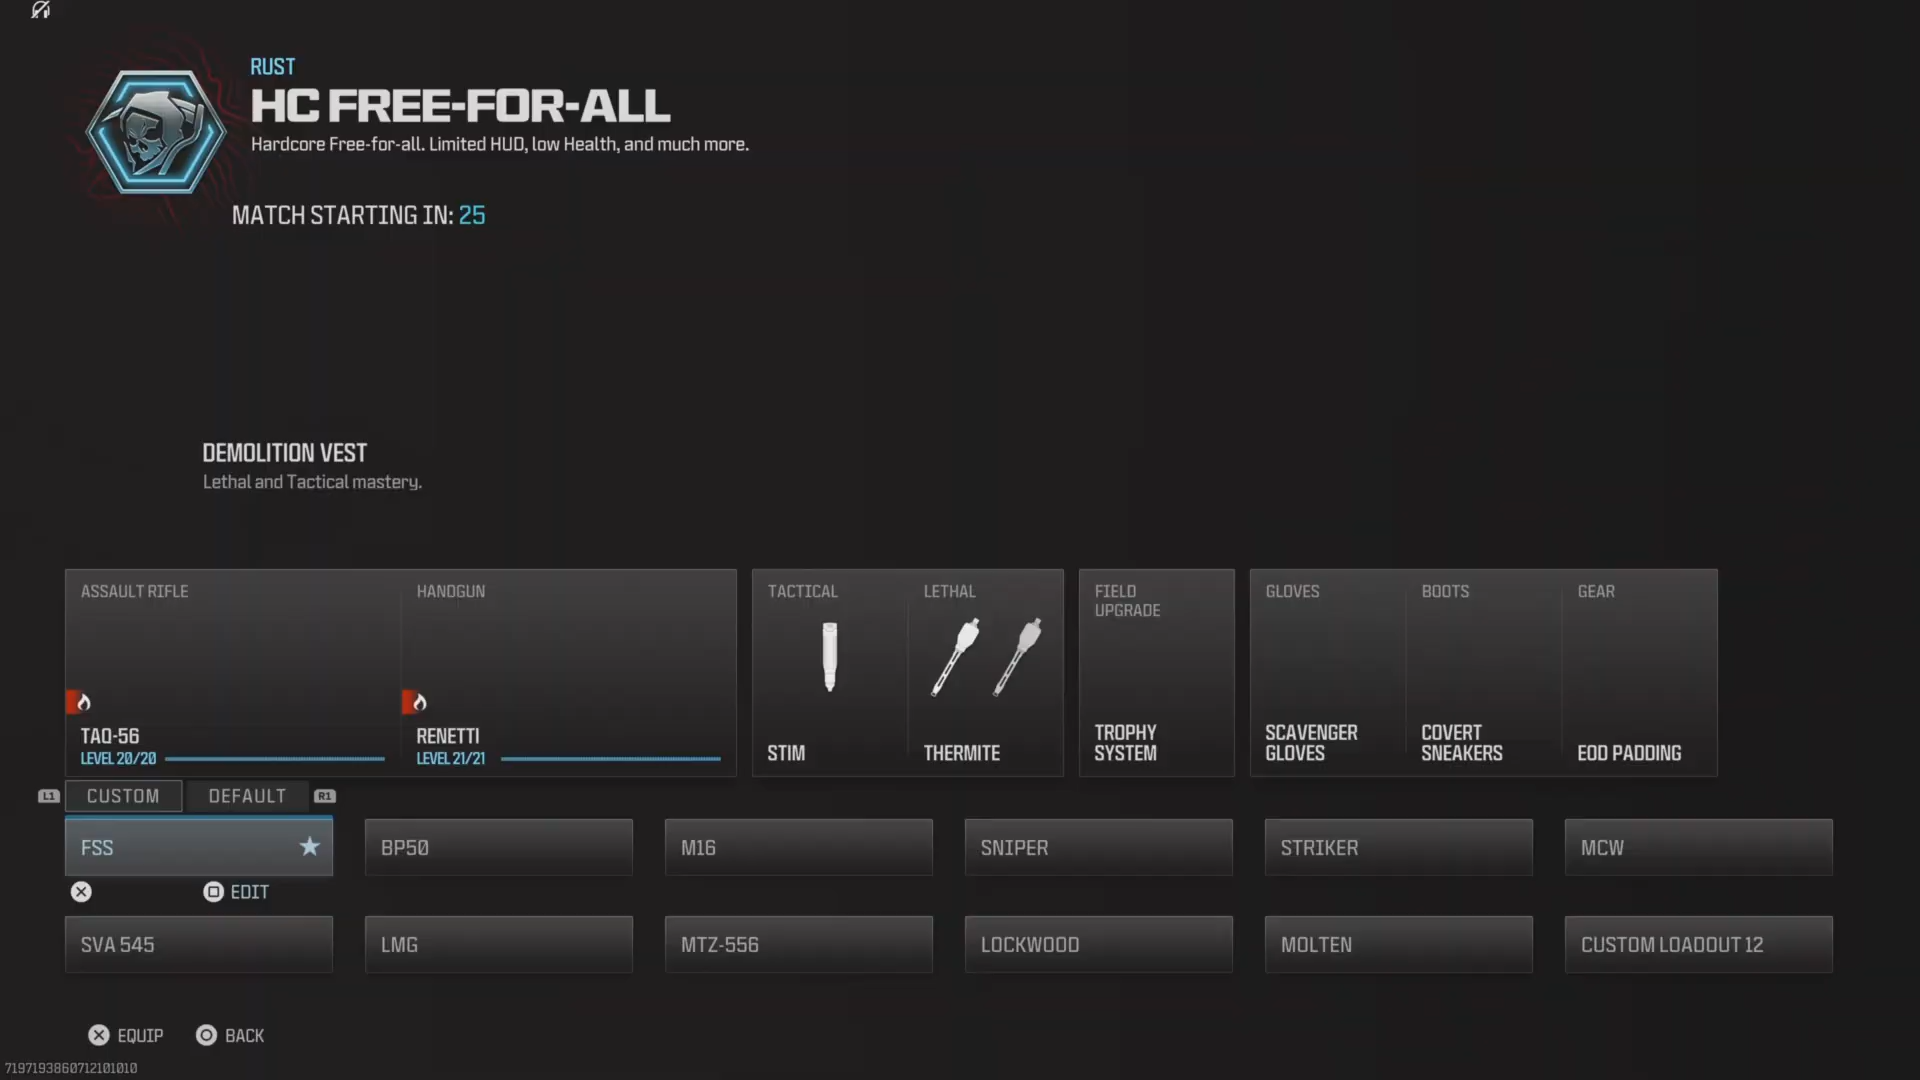 RUST
HC FREE-FOR-ALL
Hardcore Free-for-all. Limited HUD, low Health, and much more.
MATCH STARTING IN: 25
DEMOLITION VEST
Lethal and Tactical mastery.
ASSAULT RIFLE
TAQ-56
LEVEL 20/20
HANDGUN
RENETTI
LEVEL 21/21
TACTICAL
STIM
LETHAL
THERMITE
FIELD
UPGRADE
TROPHY
SYSTEM
GLOVES
SCAVENGER
GLOVES
BOOTS
COVERT
SNEAKERS
GEAR
EOD PADDING
L1 CUSTOM DEFAULT R1
FSS BP50 M16 SNIPER STRIKER MCW
EDIT
SVA 545 LMG MTZ-556 LOCKWOOD MOLTEN CUSTOM LOADOUT 12
EQUIP BACK
7197193860712101010